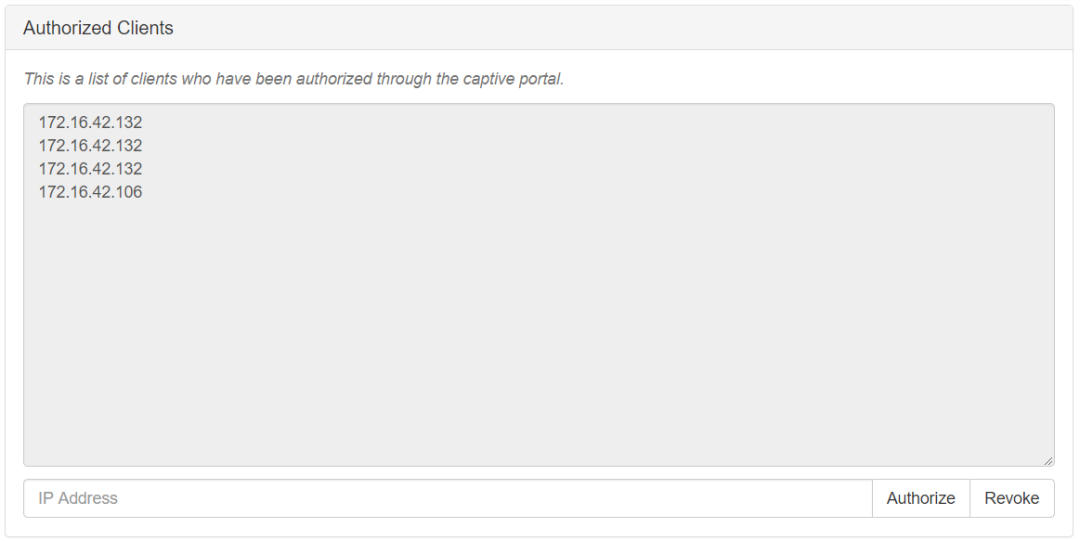 Authorized Clients
This is a list of clients who have been authorized through the captive portal.
172.16.42.132
172.16.42.132
172.16.42.132
172.16.42.106
IP Address Authorize Revoke